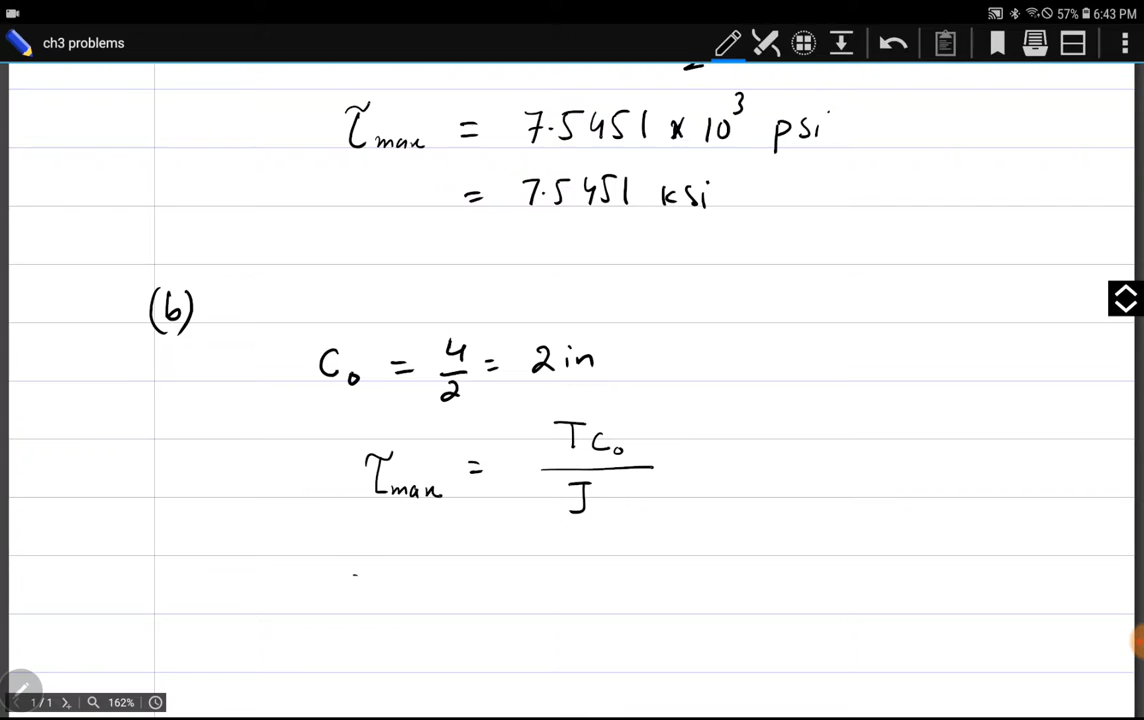 57% 6:43 PM
ch3 problems
2
τmax = 7.5451 × 10³ psi
= 7.5451 ksi
(b)
C₀ = 4/2 = 2 in
τmax = TC₀/J
1/1 162%